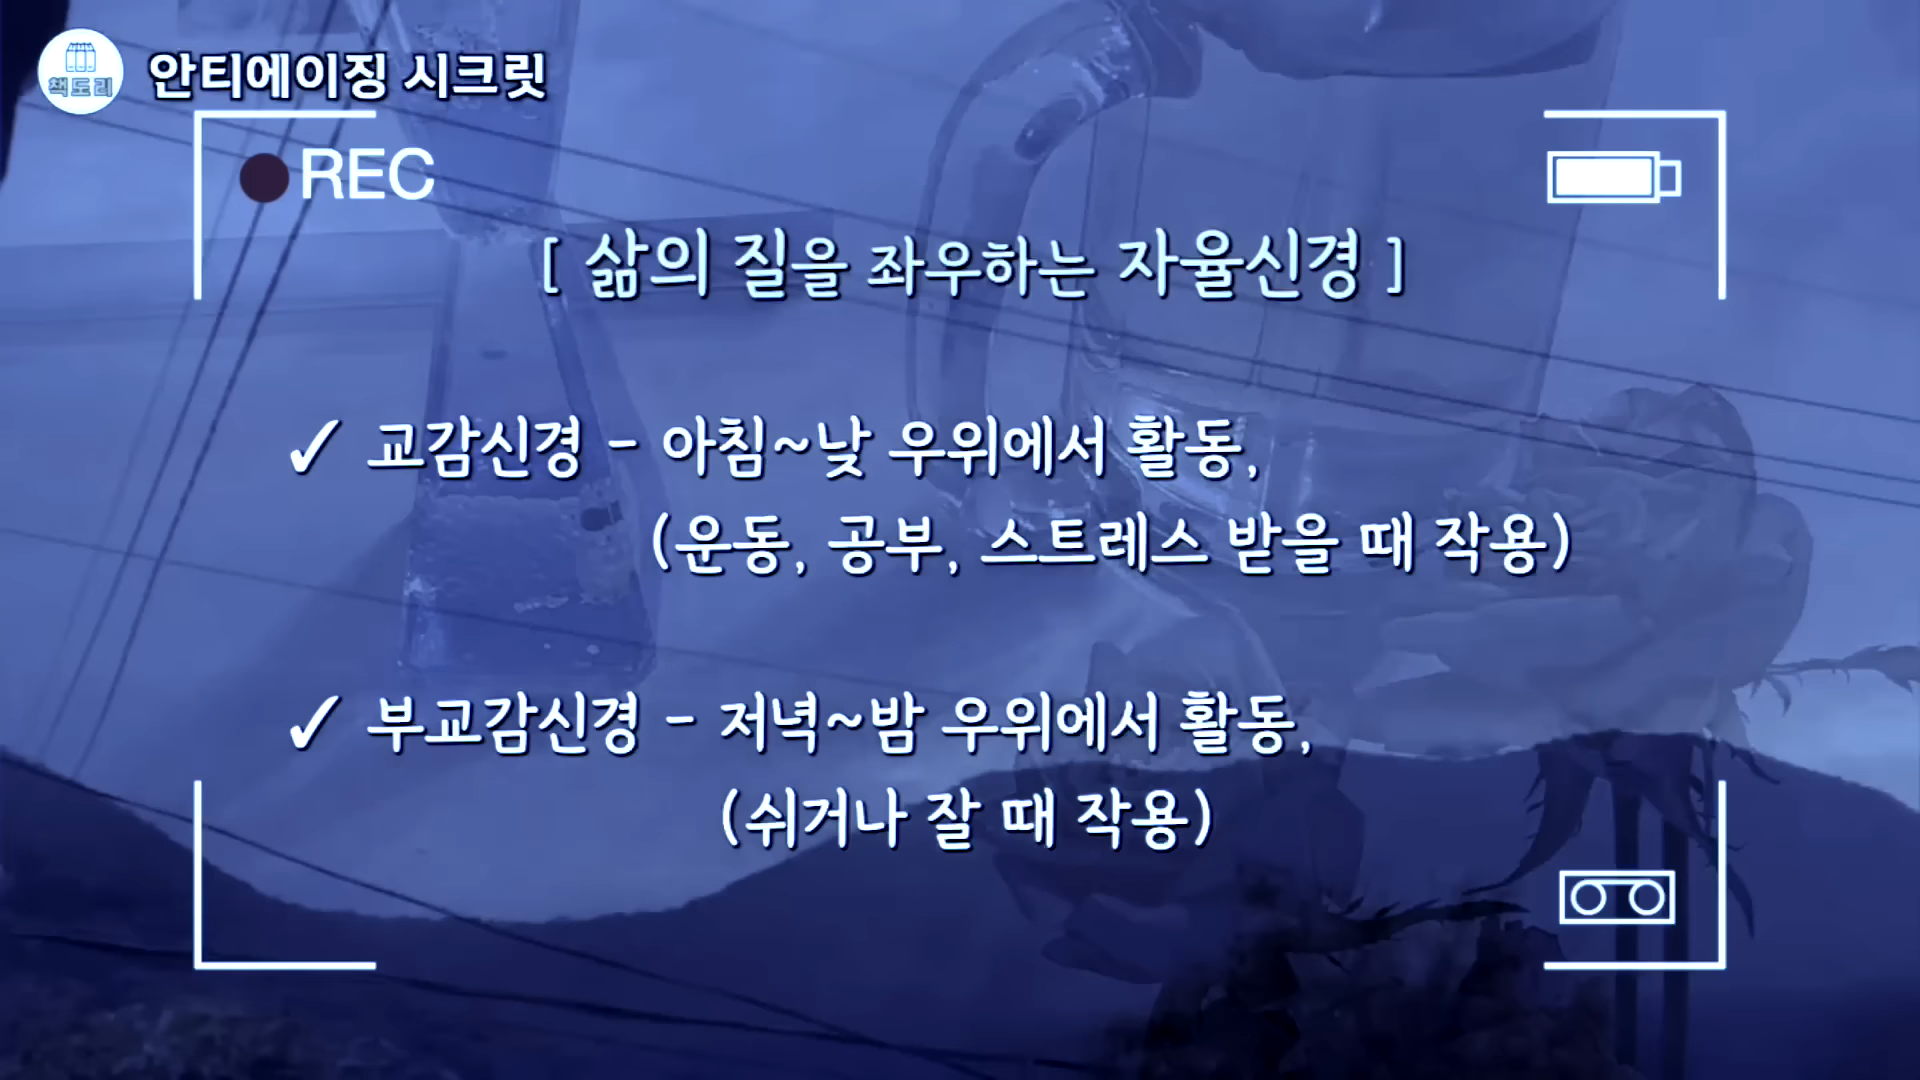 책도리
안티에이징 시크릿
REC
[ 삶의 질을 좌우하는 자율신경 ]
✓ 교감신경 - 아침~낮 우위에서 활동,
(운동, 공부, 스트레스 받을 때 작용)
✓ 부교감신경 - 저녁~밤 우위에서 활동,
(쉬거나 잘 때 작용)